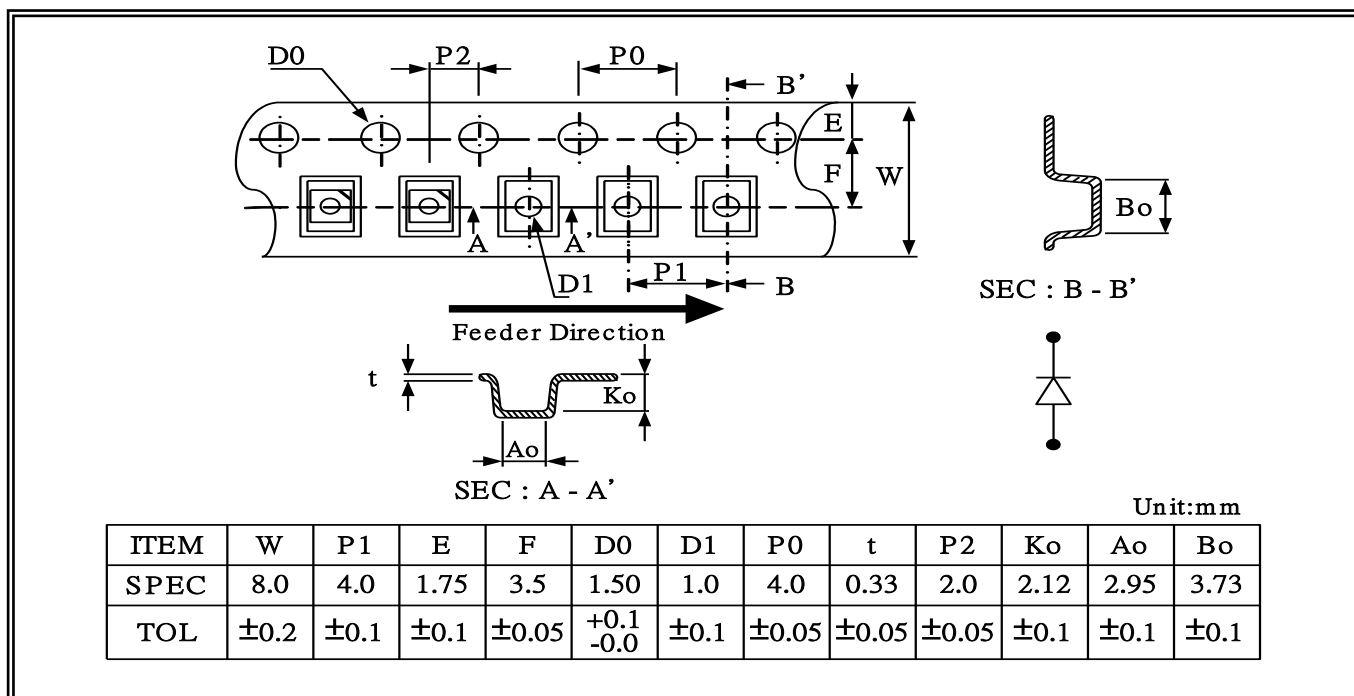 D0
P2
P0
B’
E
F
W
A
A’
D1
P1
B
Bo
SEC : B - B’
Feeder Direction
t
Ko
Ao
SEC : A - A’
Unit:mm
ITEM W P1 E F D0 D1 P0 t P2 Ko Ao Bo
SPEC 8.0 4.0 1.75 3.5 1.50 1.0 4.0 0.33 2.0 2.12 2.95 3.73
TOL ±0.2 ±0.1 ±0.1 ±0.05 +0.1 -0.0 ±0.1 ±0.05 ±0.05 ±0.05 ±0.1 ±0.1 ±0.1